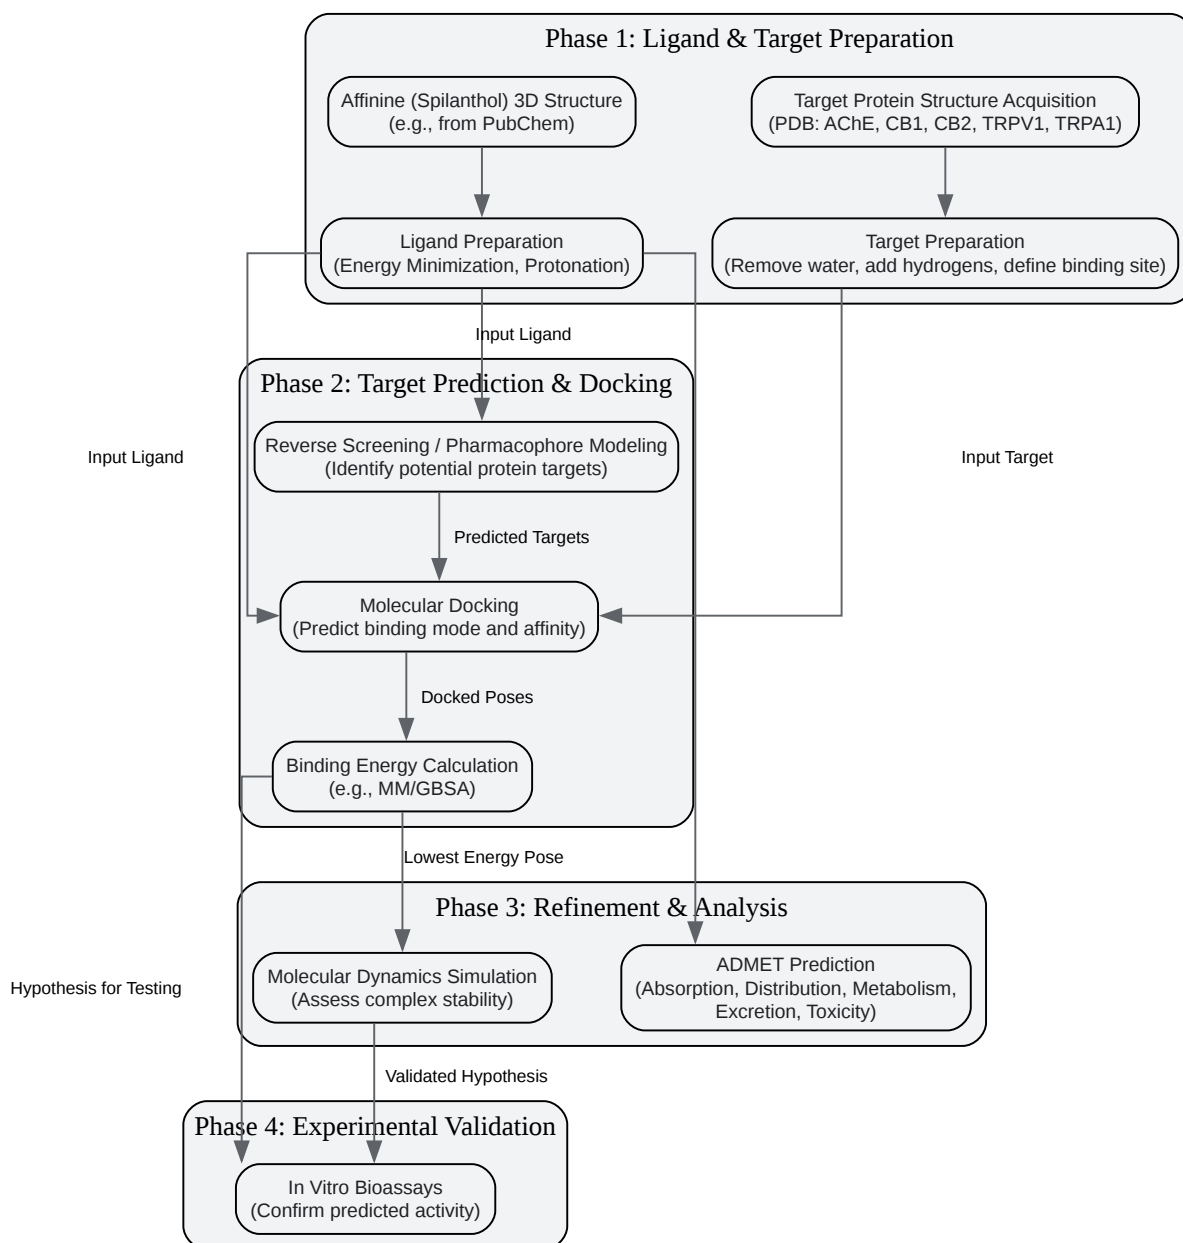 Phase 1: Ligand & Target Preparation
Affinine (Spilanthol) 3D Structure
(e.g., from PubChem)
Target Protein Structure Acquisition
(PDB: AChE, CB1, CB2, TRPV1, TRPA1)
Ligand Preparation
(Energy Minimization, Protonation)
Target Preparation
(Remove water, add hydrogens, define binding site)
Input Ligand
Phase 2: Target Prediction & Docking
Reverse Screening / Pharmacophore Modeling
(Identify potential protein targets)
Input Ligand
Input Target
Predicted Targets
Molecular Docking
(Predict binding mode and affinity)
Docked Poses
Binding Energy Calculation
(e.g., MM/GBSA)
Lowest Energy Pose
Phase 3: Refinement & Analysis
Molecular Dynamics Simulation
(Assess complex stability)
ADMET Prediction
(Absorption, Distribution, Metabolism,
Excretion, Toxicity)
Hypothesis for Testing
Validated Hypothesis
Phase 4: Experimental Validation
In Vitro Bioassays
(Confirm predicted activity)